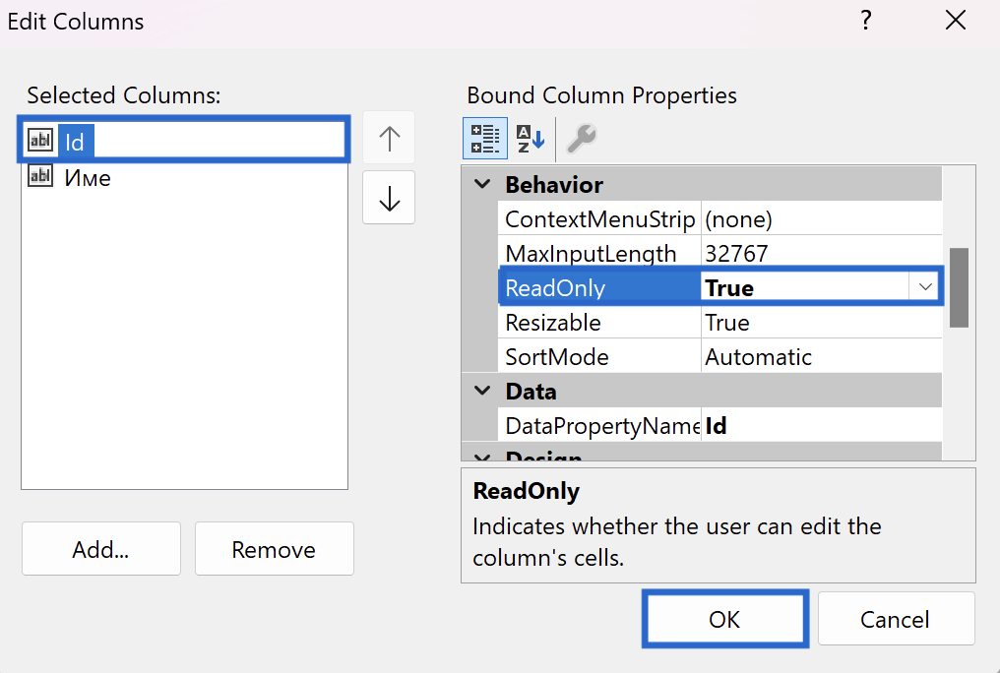 Edit Columns
?
Selected Columns:
Id
Име
Add...
Remove
Bound Column Properties
Behavior
ContextMenuStrip (none)
MaxInputLength 32767
ReadOnly True
Resizable True
SortMode Automatic
Data
DataPropertyName Id
Design
ReadOnly
Indicates whether the user can edit the
column's cells.
OK
Cancel